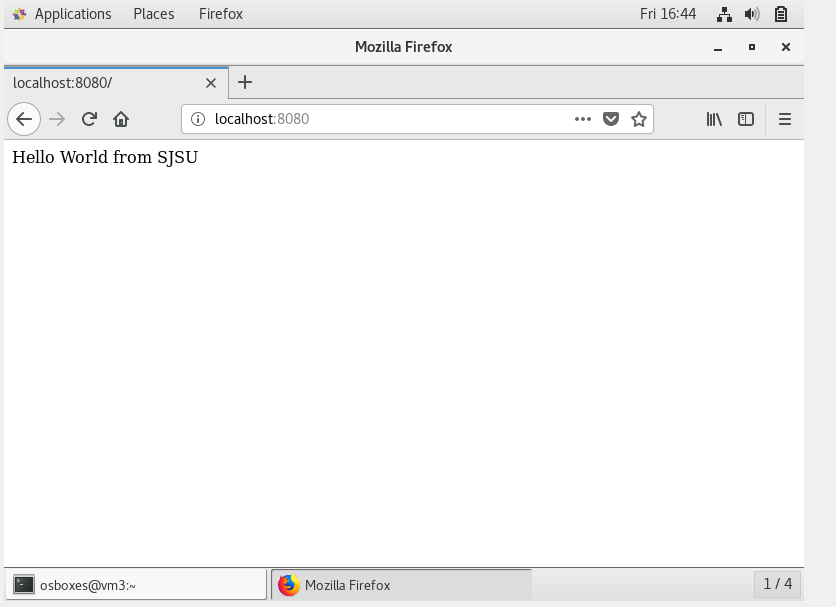 Applications Places Firefox Fri 16:44
Mozilla Firefox
localhost:8080/
localhost:8080
Hello World from SJSU
osboxes@vm3:~ Mozilla Firefox 1 / 4